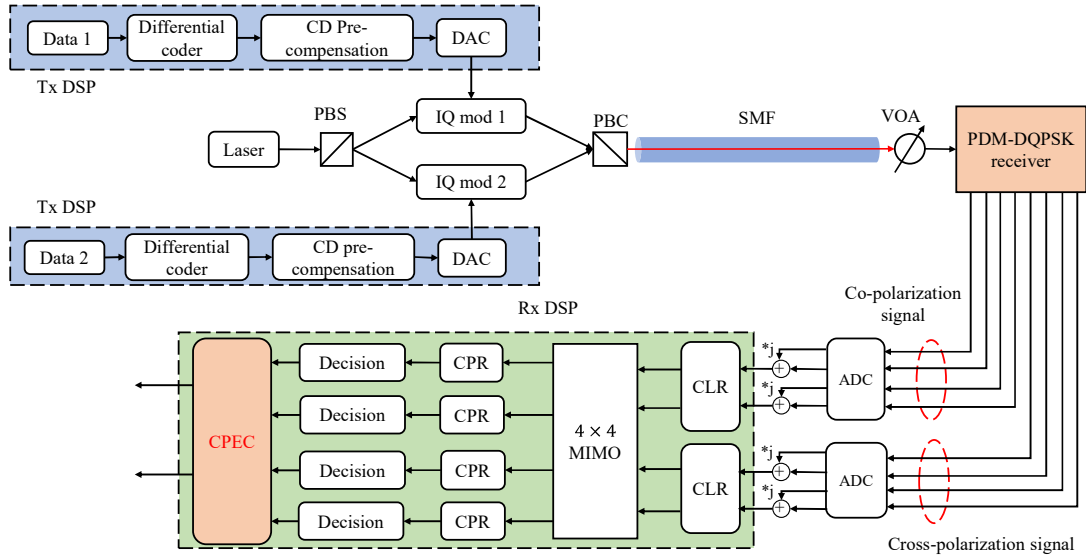 Data 1
Differential
coder
CD Pre-
compensation
DAC
Tx DSP
PBS
IQ mod 1
PBC
SMF
VOA
PDM-DQPSK
receiver
Laser
IQ mod 2
Tx DSP
Data 2
Differential
coder
CD pre-
compensation
DAC
Rx DSP
Co-polarization
signal
CPEC
Decision
CPR
Decision
CPR
Decision
CPR
Decision
CPR
4 × 4
MIMO
CLR
CLR
*j
*j
ADC
*j
*j
ADC
Cross-polarization signal